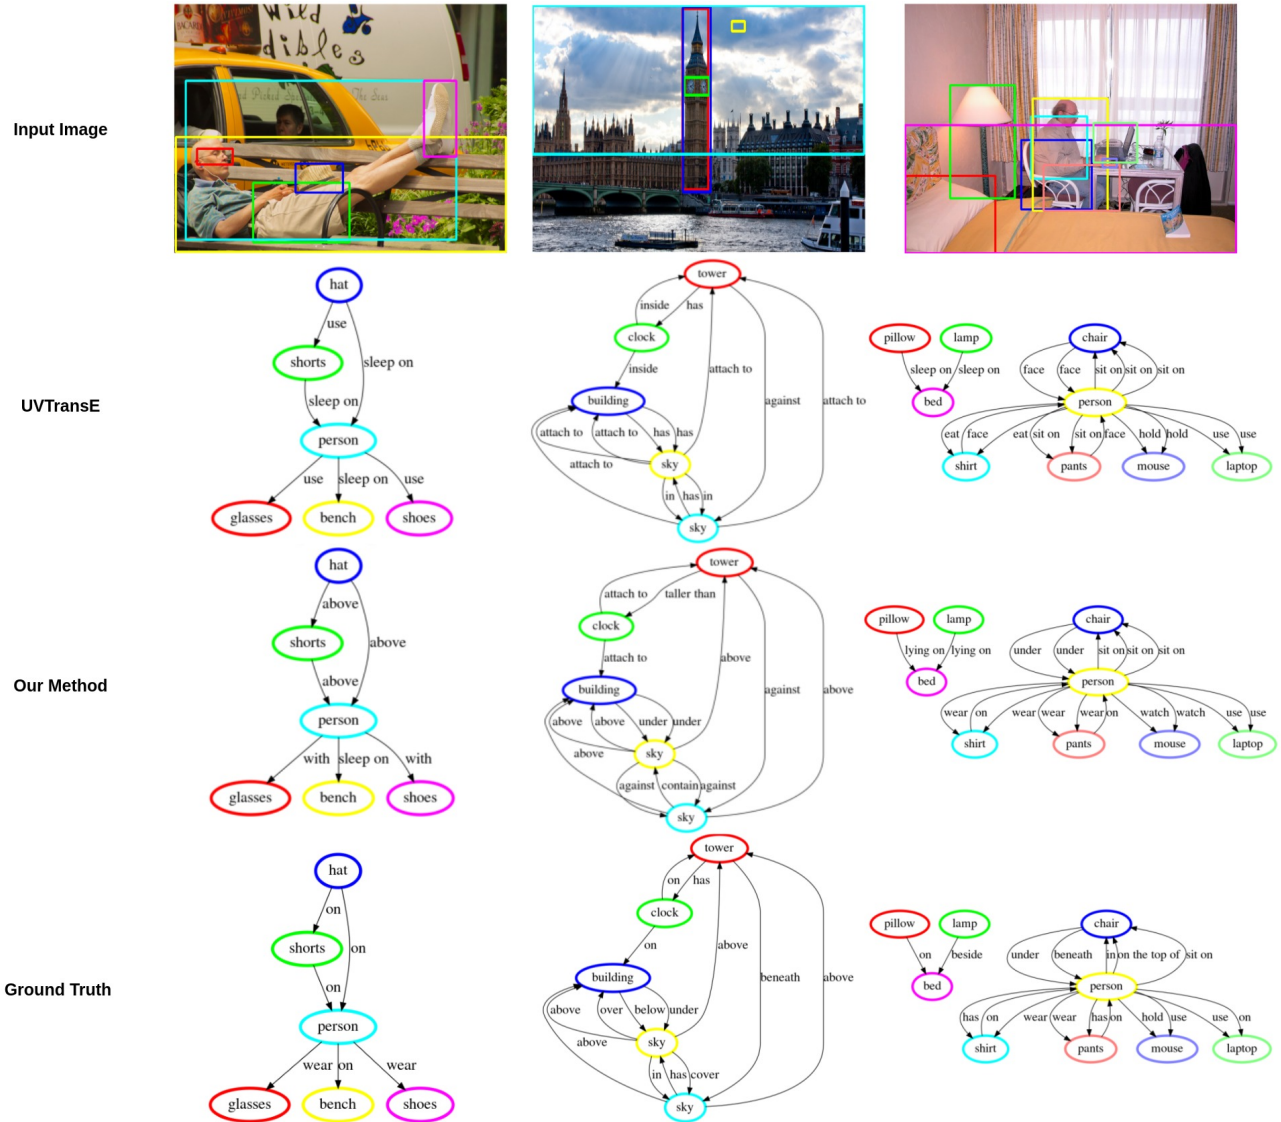 Input Image
BACARDI
Wild
dibles
The Seas
UVTransE
hat
use
shorts
sleep on
sleep on
person
use
sleep on
use
glasses
bench
shoes
tower
inside
has
clock
inside
attach to
building
against
attach to
attach to
attach to
has
has
attach to
sky
in
has
in
sky
pillow
lamp
chair
sleep on
sleep on
face
face
sit on
sit on
sit on
bed
person
eat
face
eat
sit on
sit on
face
hold
hold
use
use
shirt
pants
mouse
laptop
Our Method
hat
above
shorts
above
above
person
with
sleep on
with
glasses
bench
shoes
tower
attach to
taller than
clock
attach to
above
building
against
above
above
above
under
under
above
sky
against
contain
against
sky
pillow
lamp
chair
lying on
lying on
under
under
sit on
sit on
sit on
bed
person
wear
on
wear
wear
wear
on
watch
watch
use
use
shirt
pants
mouse
laptop
Ground Truth
hat
on
shorts
on
on
person
wear
on
wear
glasses
bench
shoes
tower
on
has
clock
on
above
building
beneath
above
above
over
below
under
above
sky
in
has
cover
sky
pillow
lamp
chair
on
beside
under
beneath
in
on the top of
sit on
bed
person
has
on
wear
wear
has
on
hold
use
use
on
shirt
pants
mouse
laptop